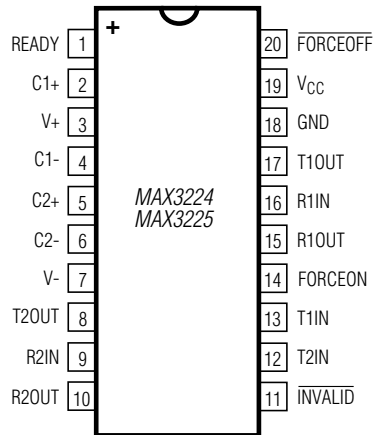 +
READY 1 20 FORCEOFF
C1+ 2 19 VCC
V+ 3 18 GND
C1- 4 17 T1OUT
C2+ 5 MAX3224 16 R1IN
MAX3225
C2- 6 15 R1OUT
V- 7 14 FORCEON
T2OUT 8 13 T1IN
R2IN 9 12 T2IN
R2OUT 10 11 INVALID